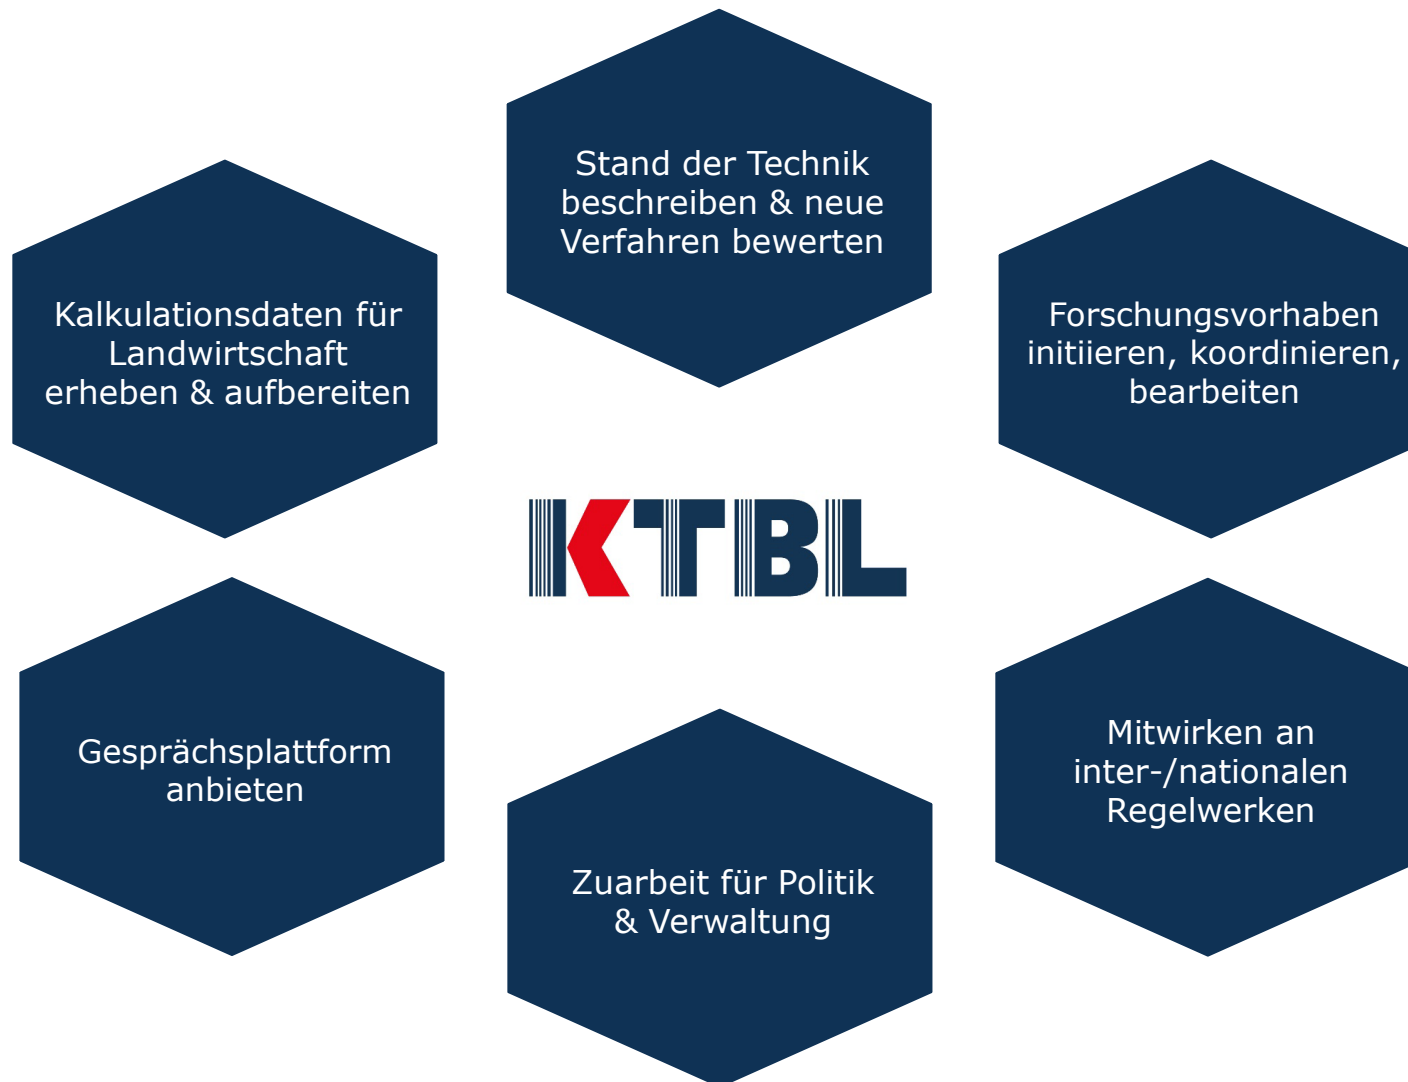 Stand der Technik
beschreiben & neue
Verfahren bewerten
Kalkulationsdaten für
Landwirtschaft
erheben & aufbereiten
Forschungsvorhaben
initiieren, koordinieren,
bearbeiten
KTBL
Gesprächsplattform
anbieten
Mitwirken an
inter-/nationalen
Regelwerken
Zuarbeit für Politik
& Verwaltung